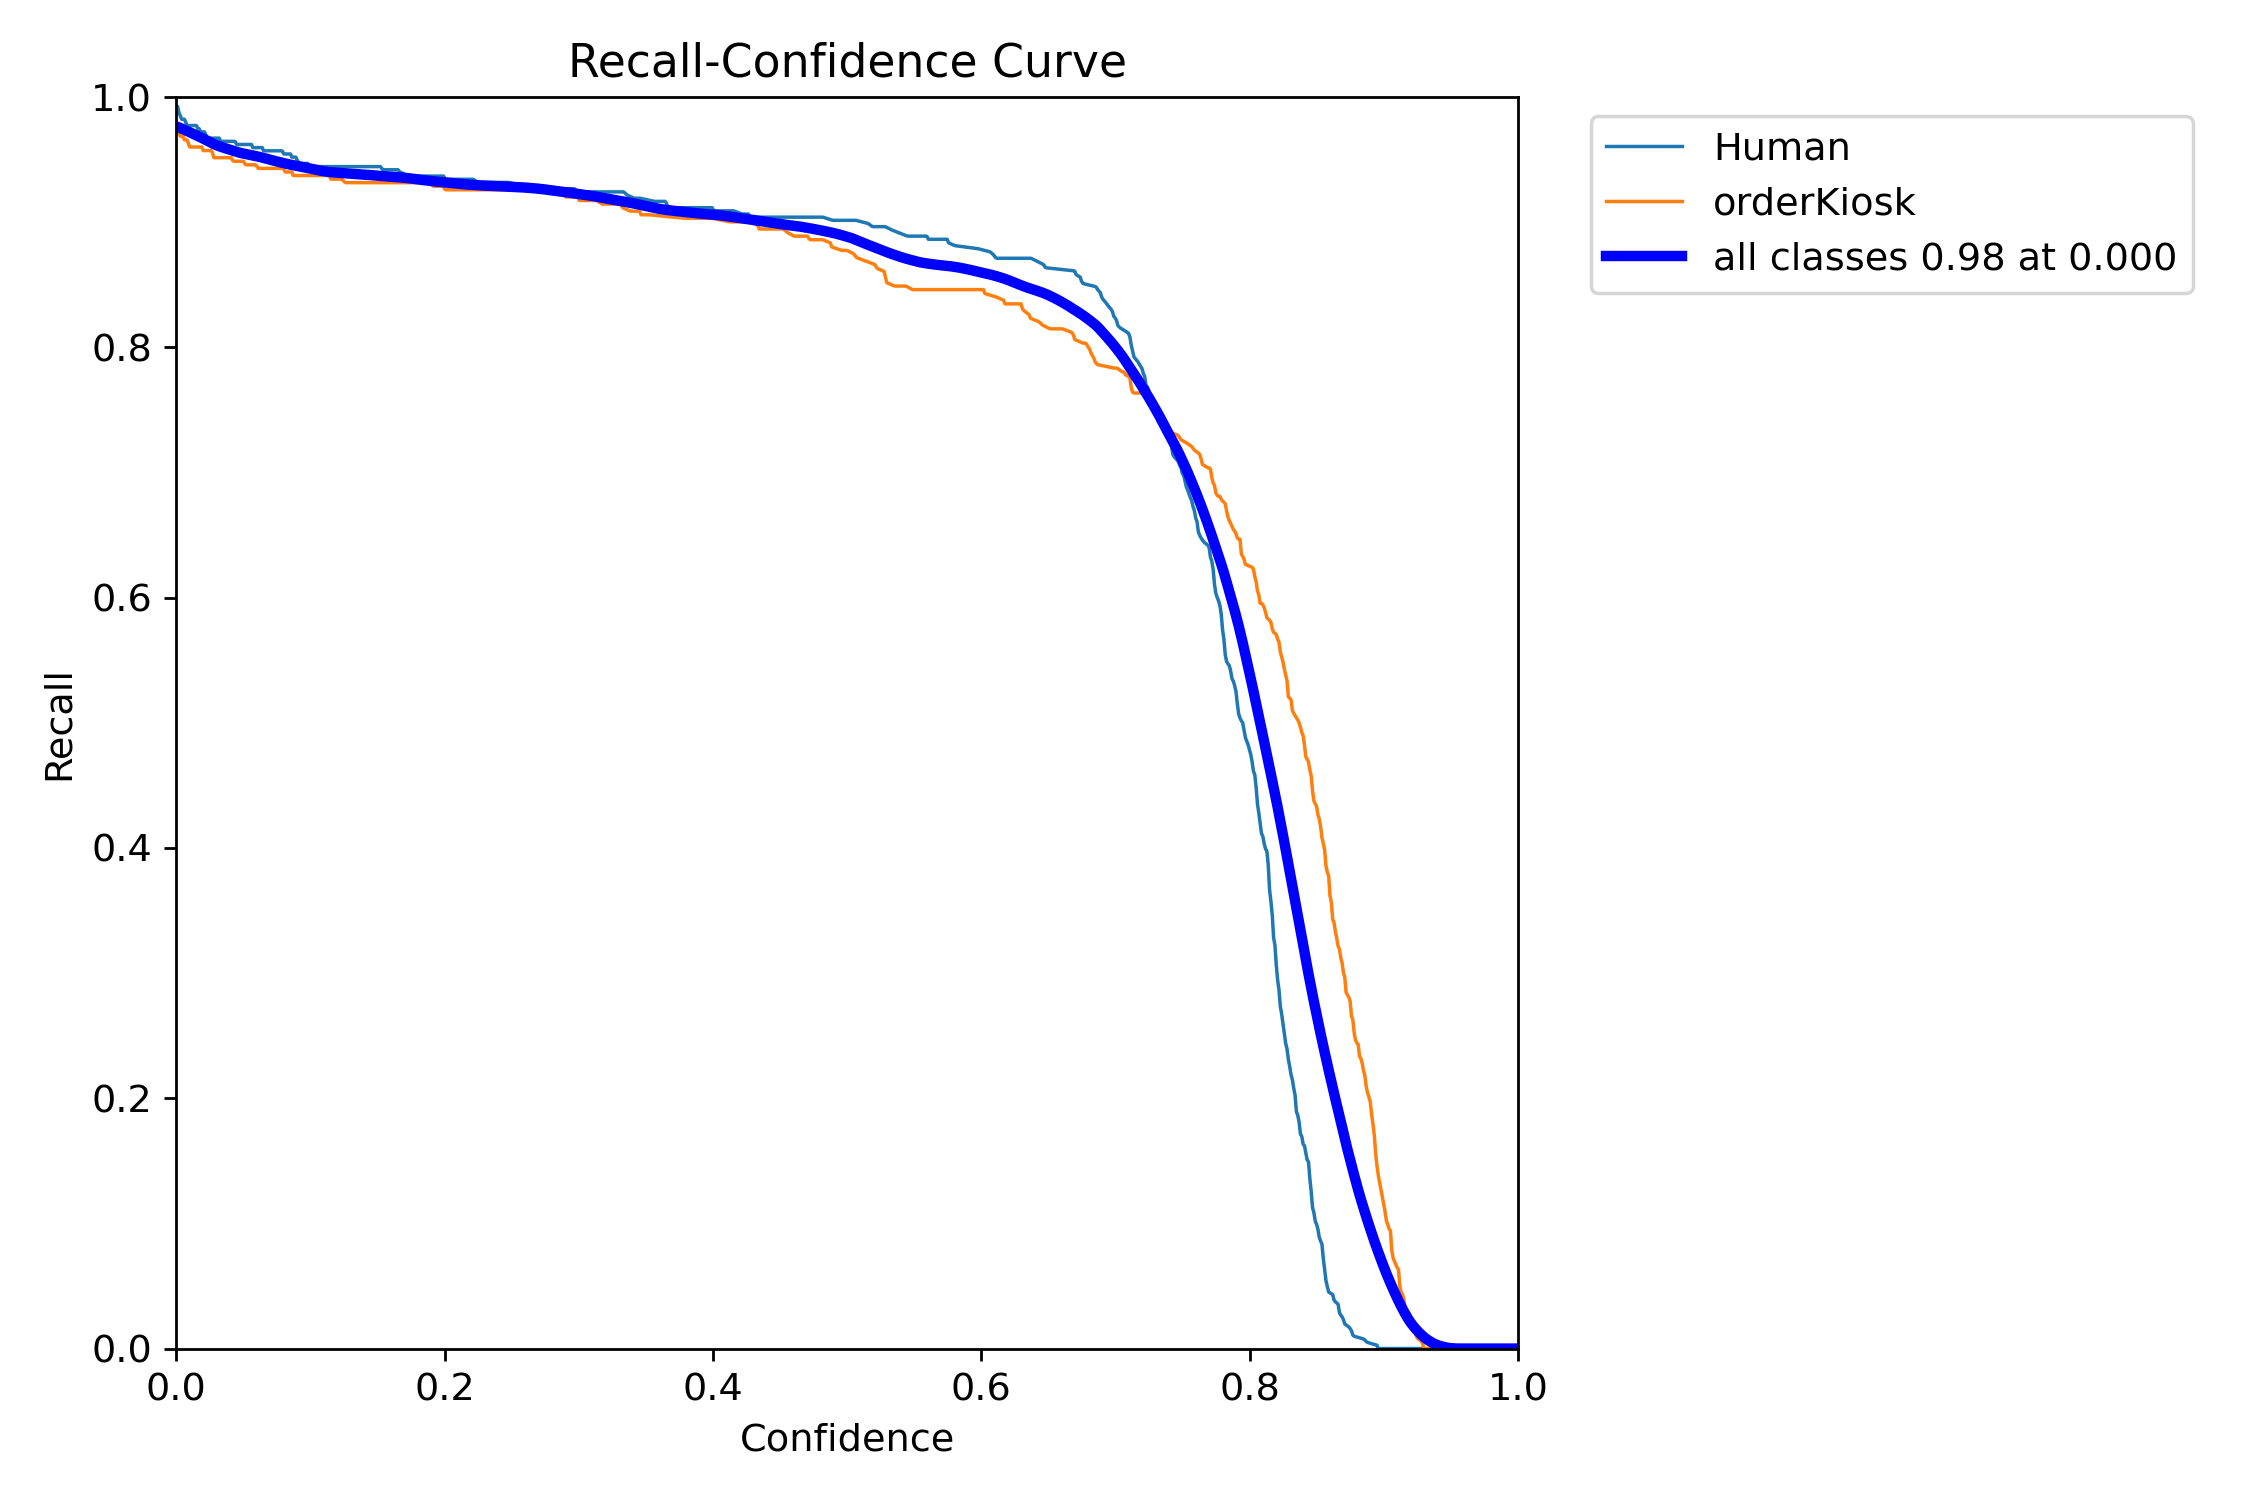 Recall-Confidence Curve
1.0
0.8
0.6
0.4
0.2
0.0
Recall
0.0 0.2 0.4 0.6 0.8 1.0
Confidence
Human
orderKiosk
all classes 0.98 at 0.000